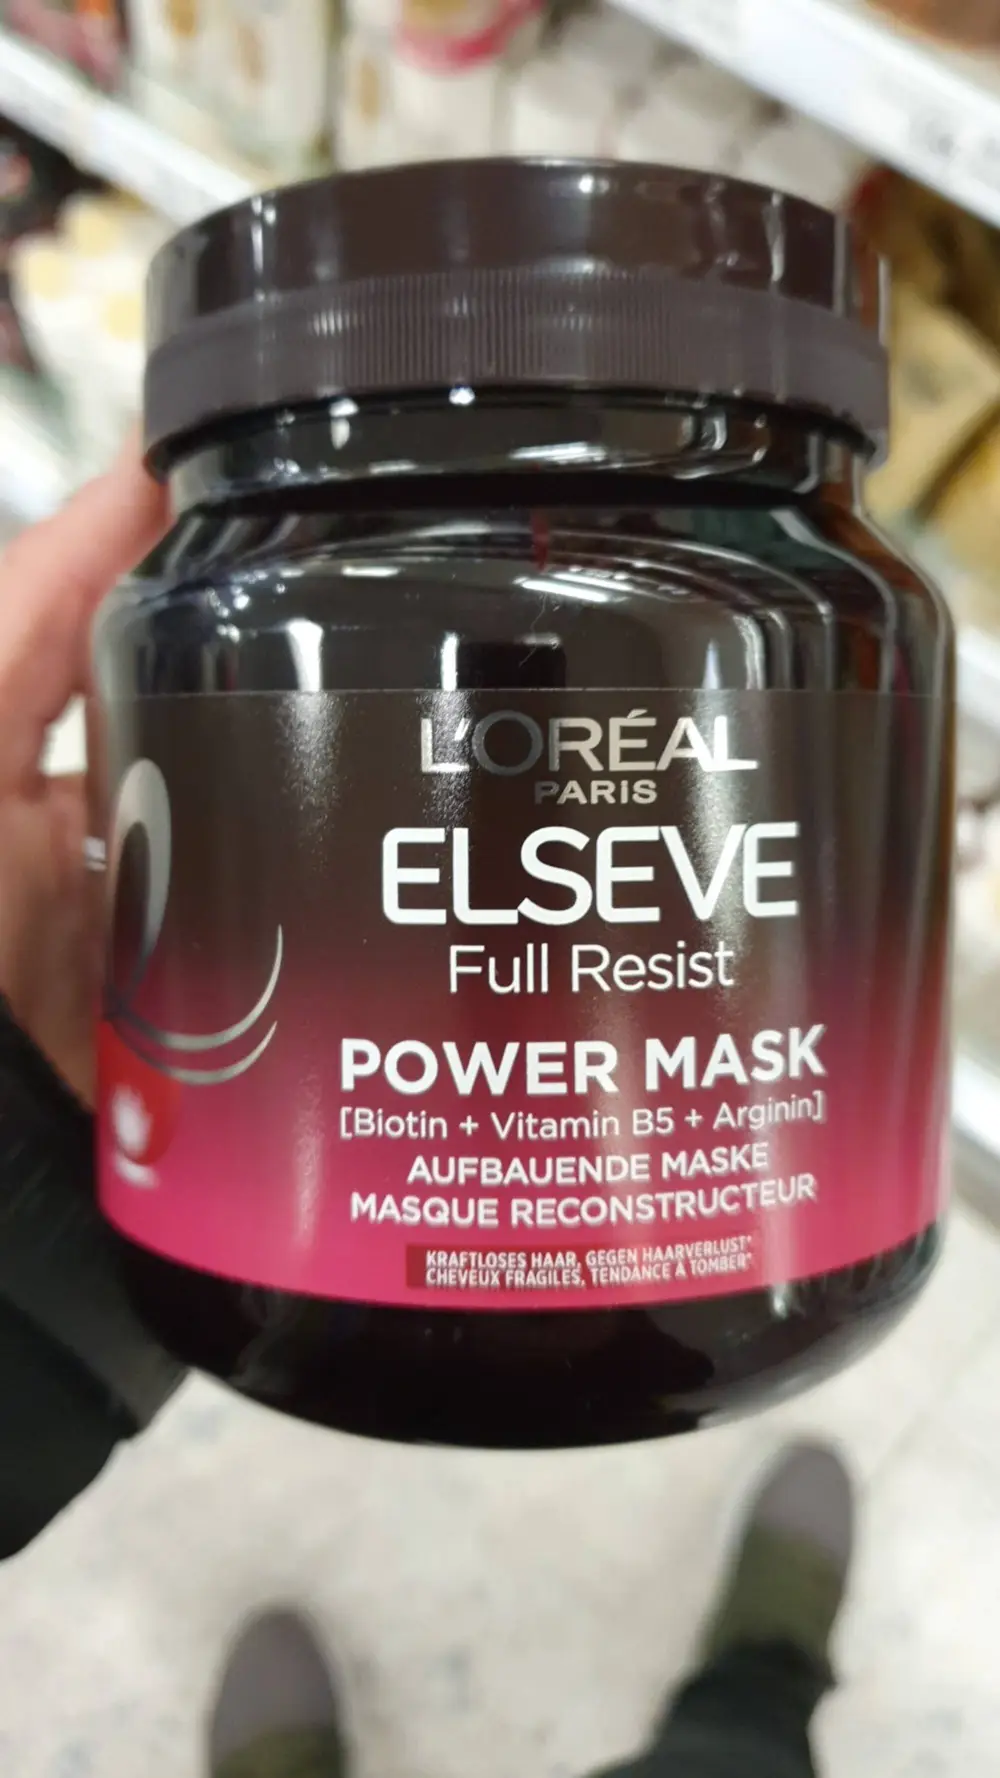 L'ORÉAL
PARIS
ELSEVE
Full Resist
POWER MASK
[Biotin + Vitamin B5 + Arginin]
AUFBAUENDE MASKE
MASQUE RECONSTRUCTEUR
KRAFTLOSES HAAR, GEGEN HAARVERLUST*
CHEVEUX FRAGILES, TENDANCE À TOMBER*